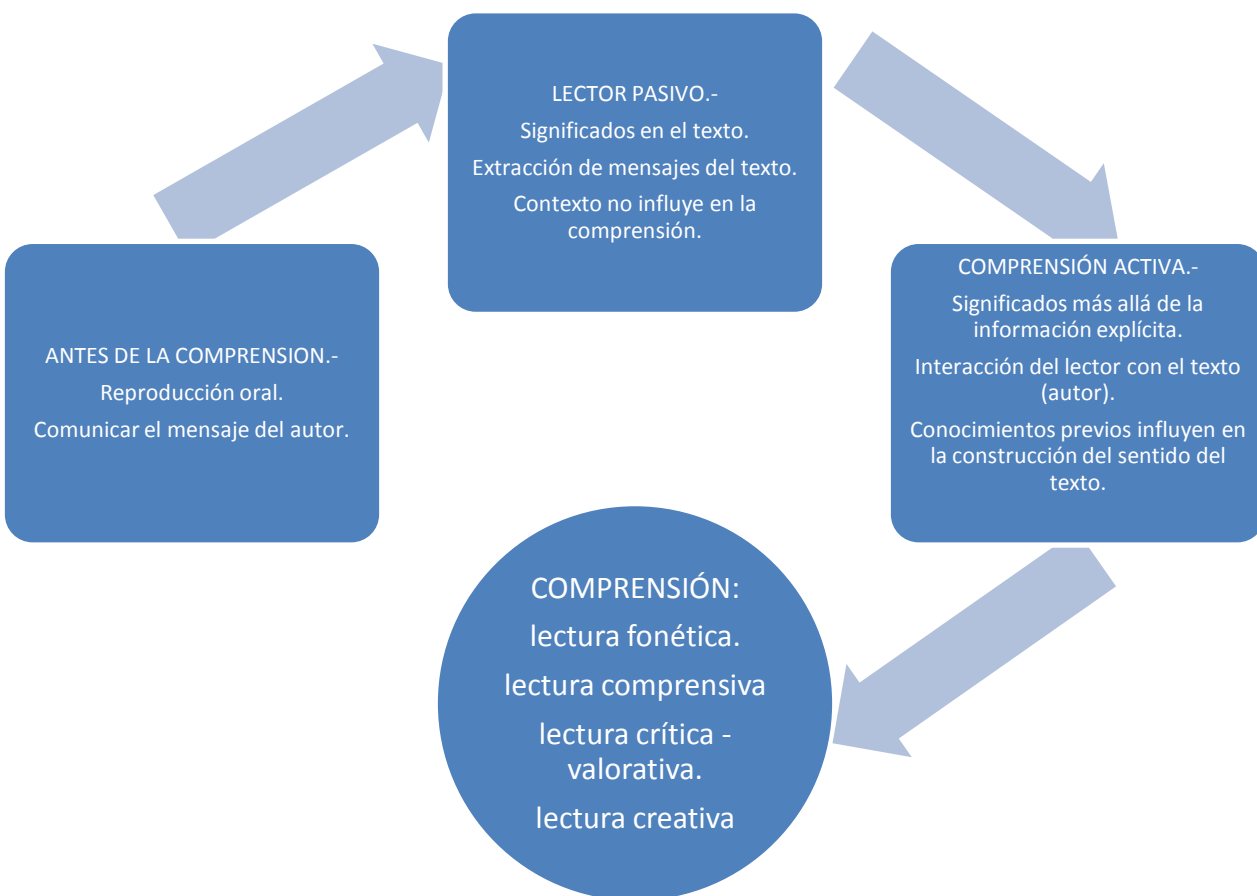 ANTES DE LA COMPRENSION.-
Reproducción oral.
Comunicar el mensaje del autor.
LECTOR PASIVO.-
Significados en el texto.
Extracción de mensajes del texto.
Contexto no influye en la
comprensión.
COMPRENSIÓN ACTIVA.-
Significados más allá de la
información explícita.
Interacción del lector con el texto
(autor).
Conocimientos previos influyen en
la construcción del sentido del
texto.
COMPRENSIÓN:
lectura fonética.
lectura comprensiva
lectura crítica -
valorativa.
lectura creativa